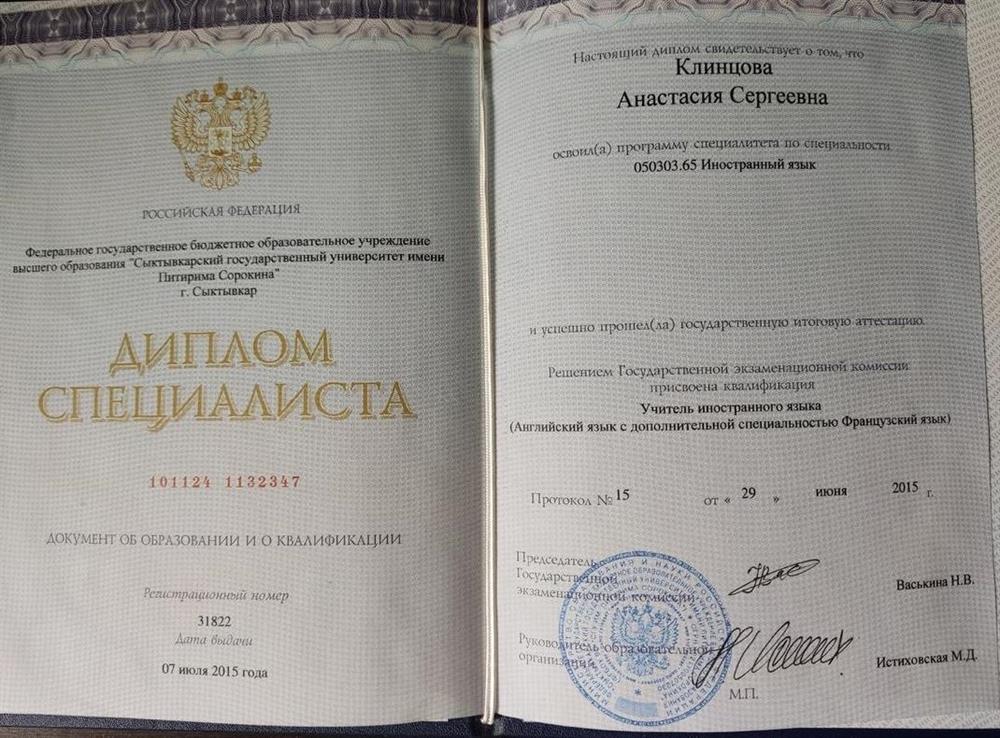 РОССИЙСКАЯ ФЕДЕРАЦИЯ
Федеральное государственное бюджетное образовательное учреждение
высшего образования "Сыктывкарский государственный университет имени
Питирима Сорокина"
г. Сыктывкар
ДИПЛОМ
СПЕЦИАЛИСТА
101124 1132347
ДОКУМЕНТ ОБ ОБРАЗОВАНИИ И О КВАЛИФИКАЦИИ
Регистрационный номер
31822
Дата выдачи
07 июля 2015 года
Настоящий диплом свидетельствует о том, что
Клинцова
Анастасия Сергеевна
освоил(а) программу специалитета по специальности
050303.65 Иностранный язык
и успешно прошел(ла) государственную итоговую аттестацию
Решением Государственной экзаменационной комиссии
присвоена квалификация
Учитель иностранного языка
(Английский язык с дополнительной специальностью Французский язык)
Протокол № 15 от « 29 » июня 2015 г.
Председатель
Государственной
экзаменационной комиссии
Васькина Н.В.
Руководитель образовательной
организации
Истиховская М.Д.
М.П.